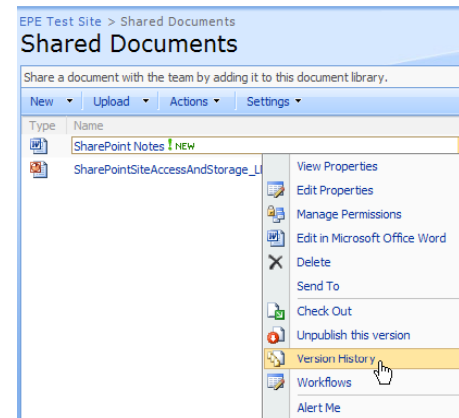 EPE Test Site > Shared Documents
Shared Documents
Share a document with the team by adding it to this document library.
New Upload Actions Settings
Type Name
SharePoint Notes ! NEW
SharePointSiteAccessAndStorage_
View Properties
Edit Properties
Manage Permissions
Edit in Microsoft Office Word
Delete
Send To
Check Out
Unpublish this version
Version History
Workflows
Alert Me